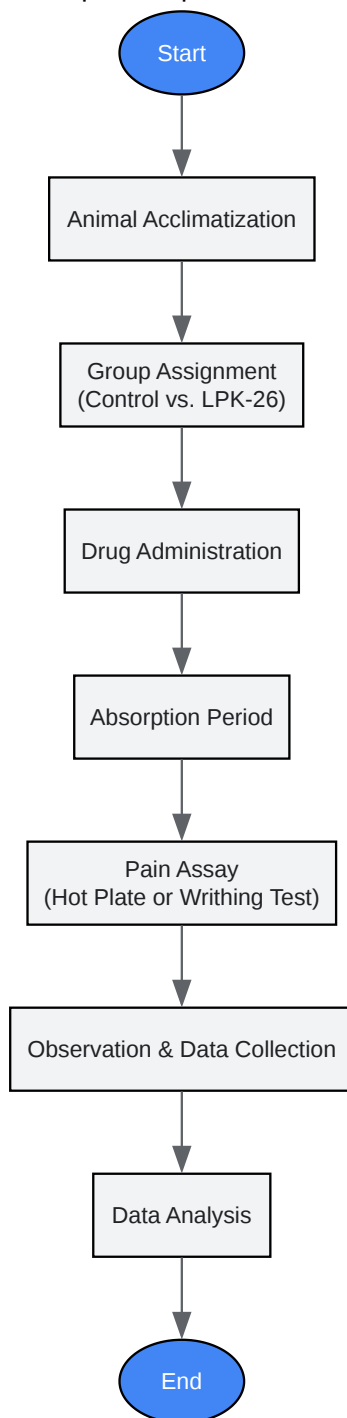 Start
Animal Acclimatization
Group Assignment
(Control vs. LPK-26)
Drug Administration
Absorption Period
Pain Assay
(Hot Plate or Writhing Test)
Observation & Data Collection
Data Analysis
End